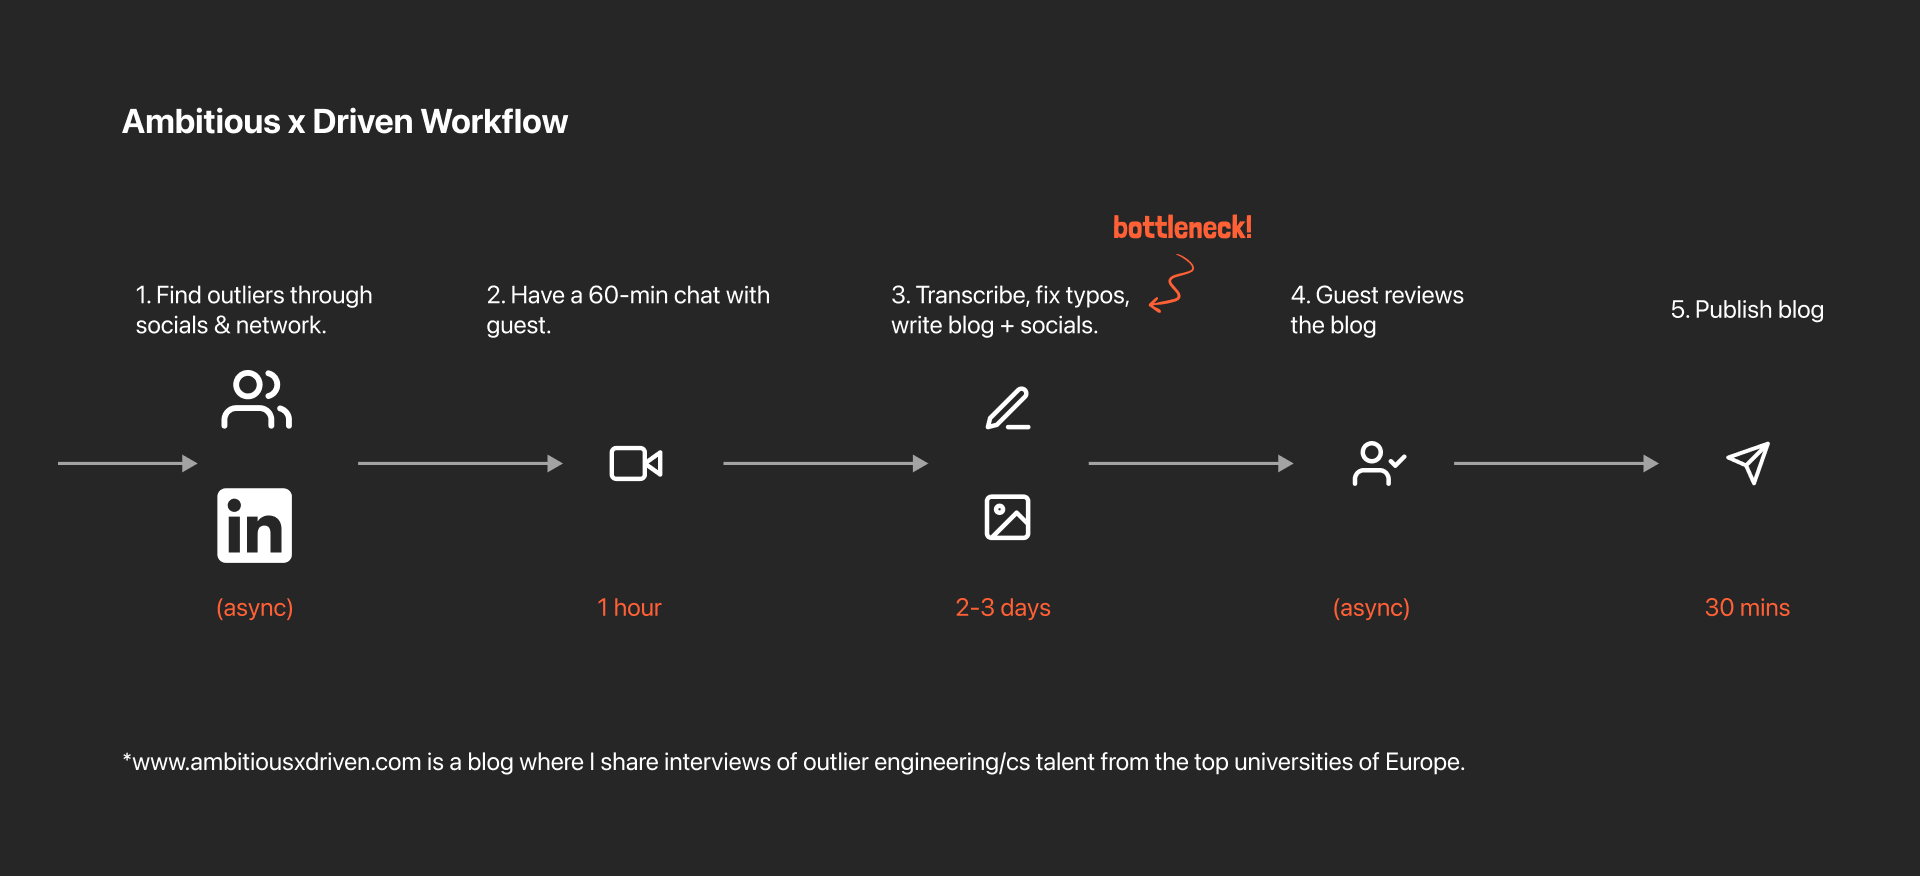 Ambitious x Driven Workflow
bottleneck!
1. Find outliers through
socials & network.
2. Have a 60-min chat with
guest.
3. Transcribe, fix typos,
write blog + socials.
4. Guest reviews
the blog
5. Publish blog
in
(async)
1 hour
2-3 days
(async)
30 mins
*www.ambitiousxdriven.com is a blog where I share interviews of outlier engineering/cs talent from the top universities of Europe.